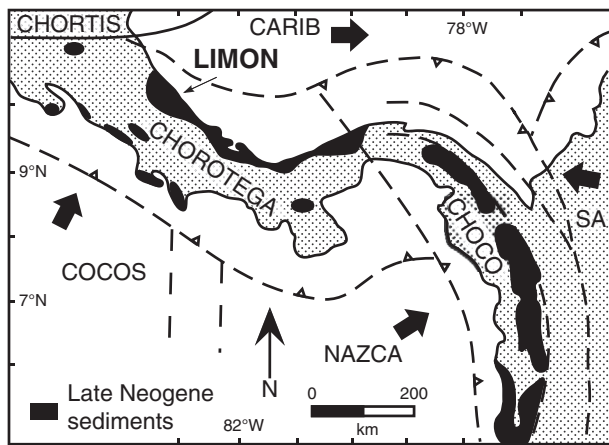 CHORTIS
CARIB
78°W
LIMON
CHOROTEGA
9°N
SA
CHOCO
COCOS
7°N
NAZCA
N
Late Neogene
sediments
0 200
km
82°W